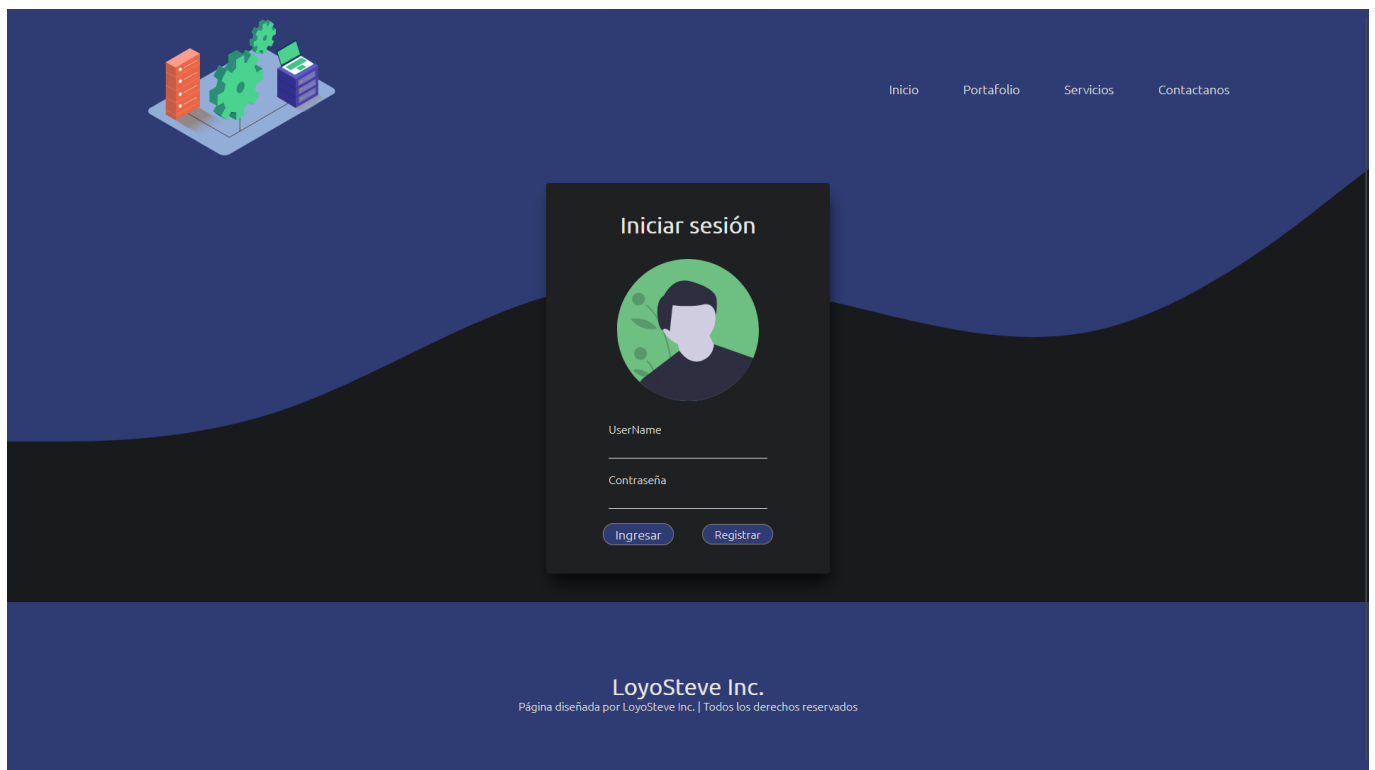 Inicio Portafolio Servicios Contactanos
Iniciar sesión
UserName
Contraseña
Ingresar Registrar
LoyoSteve Inc.
Página diseñada por LoyoSteve Inc. | Todos los derechos reservados